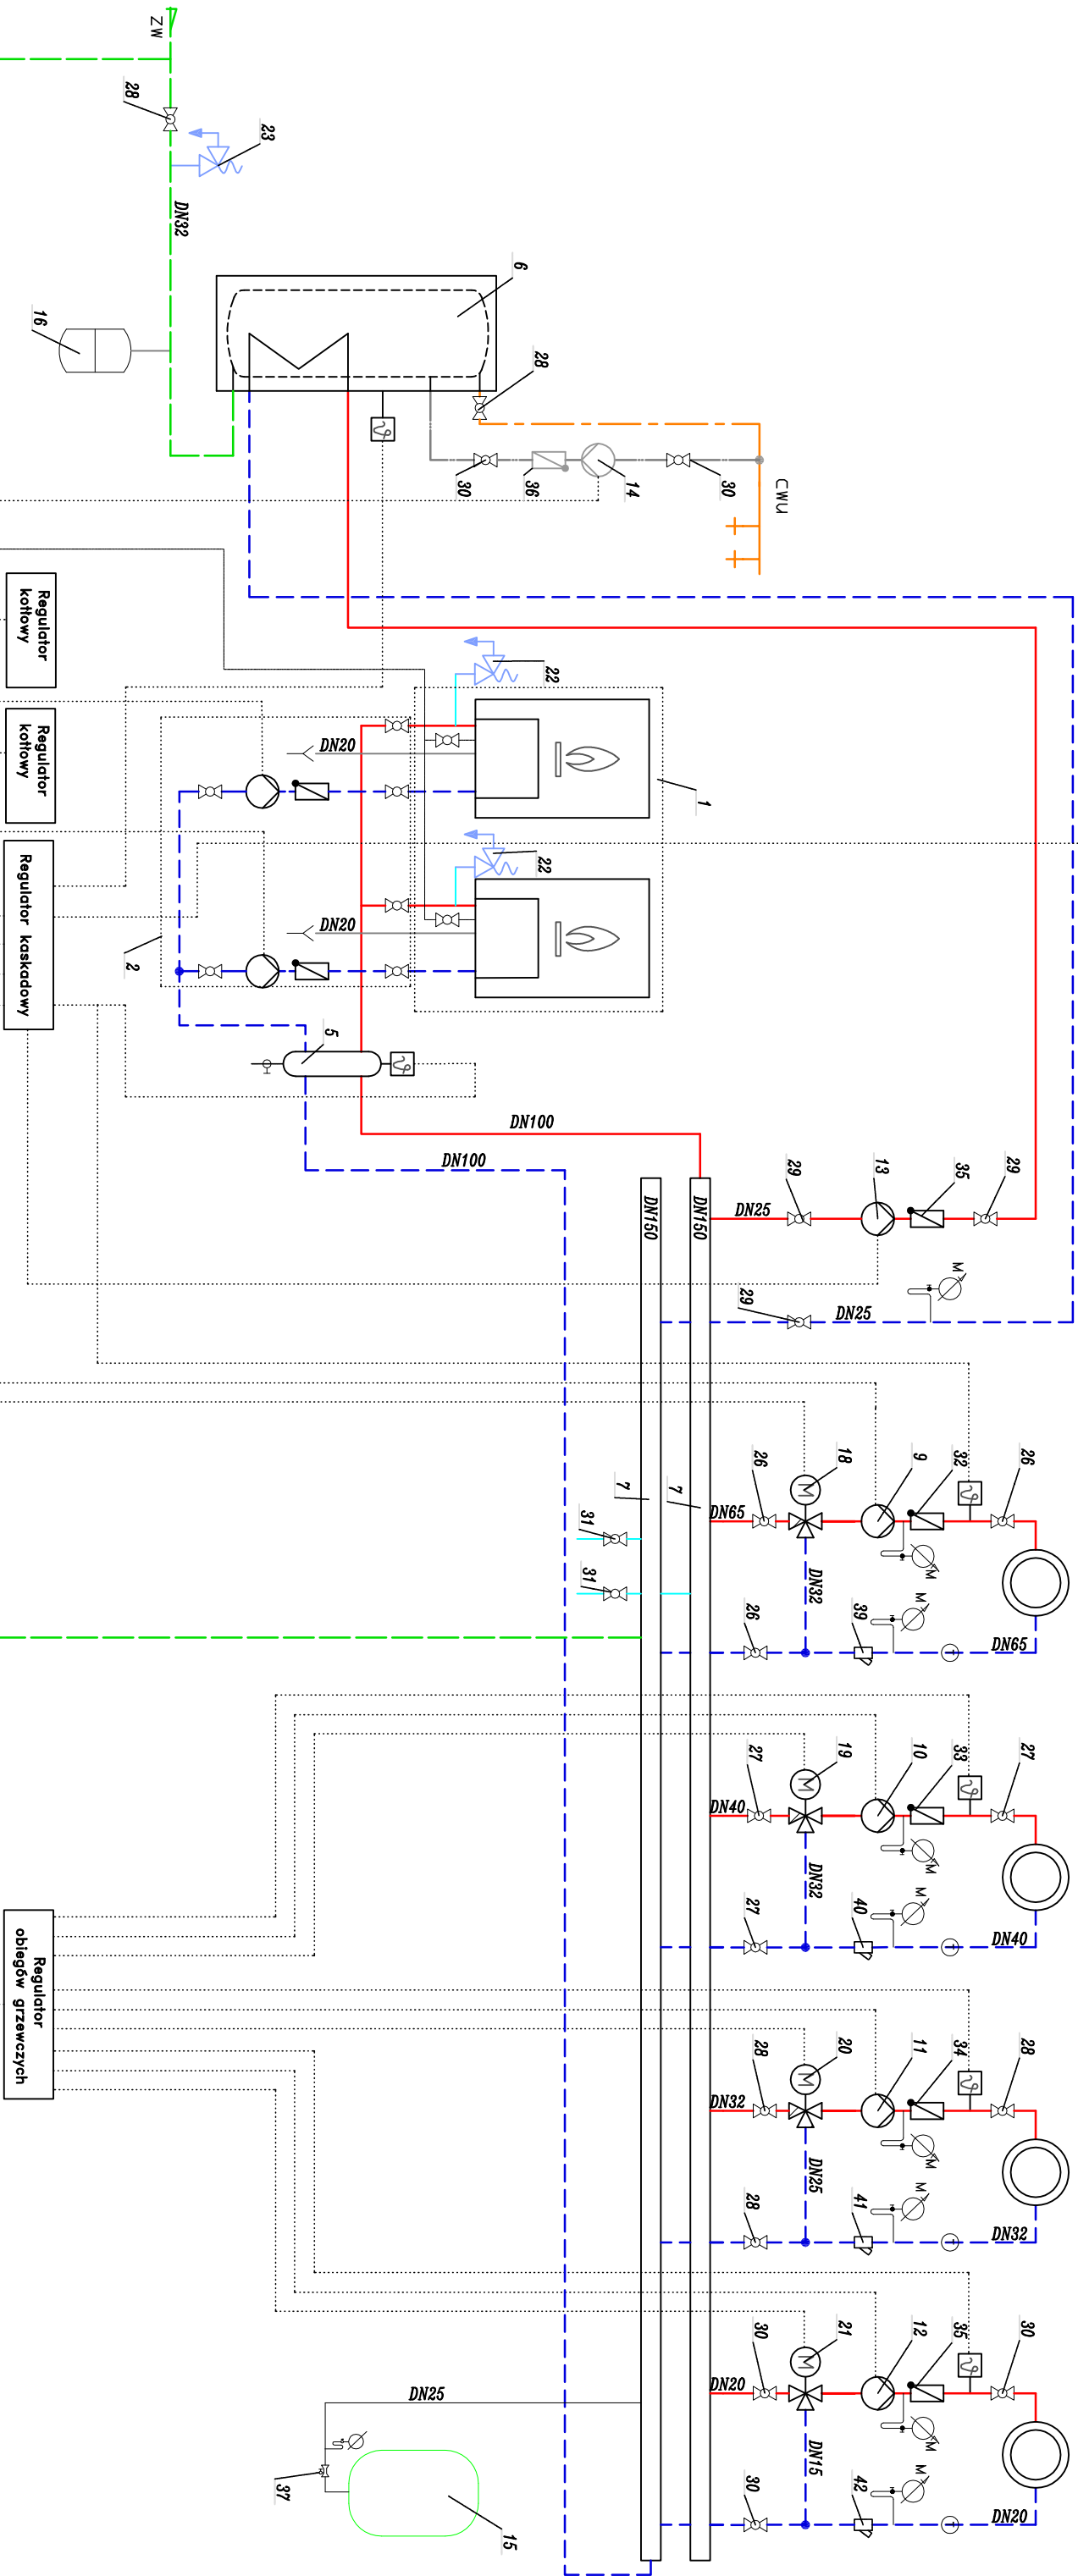 ZW
28
23
DN32
16
6
28
30
36
14
30
CWU
Regulator
kotłowy
Regulator
kotłowy
Regulator kaskadowy
22
DN20
1
22
DN20
2
5
DN100
DN100
DN150
DN150
DN25
29
13
35
29
29
DN25
M
7
7
31
31
DN65
26
18
M
9
32
26
M
DN32
26
39
M
DN65
DN40
27
19
M
10
33
27
M
DN32
27
40
M
DN40
Regulator
obiegów grzewczych
DN32
28
20
M
11
34
28
M
DN25
28
41
M
DN32
DN20
30
21
M
12
35
30
M
DN15
30
42
M
DN20
DN25
37
15